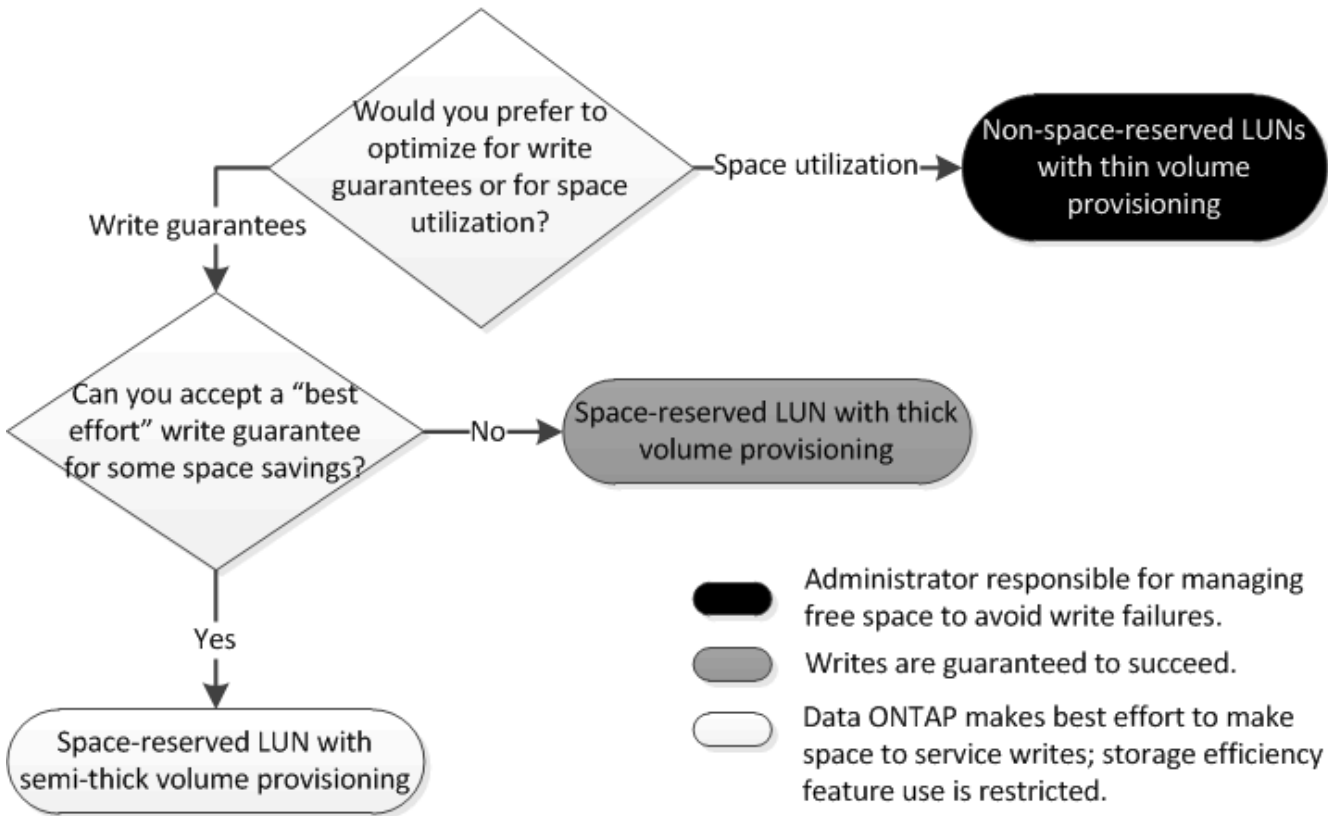 Would you prefer to
optimize for write
guarantees or for space
utilization?
Space utilization
Non-space-reserved LUNs
with thin volume
provisioning
Write guarantees
Can you accept a “best
effort” write guarantee
for some space savings?
No
Space-reserved LUN with thick
volume provisioning
Yes
Space-reserved LUN with
semi-thick volume provisioning
Administrator responsible for managing
free space to avoid write failures.
Writes are guaranteed to succeed.
Data ONTAP makes best effort to make
space to service writes; storage efficiency
feature use is restricted.